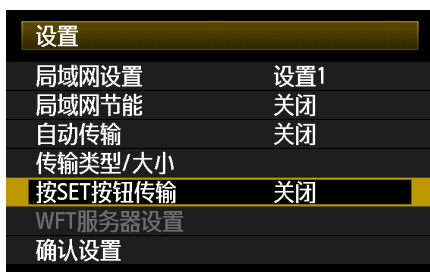 设置
局域网设置 设置1
局域网节能 关闭
自动传输 关闭
传输类型/大小
按SET按钮传输 关闭
WFT服务器设置
确认设置